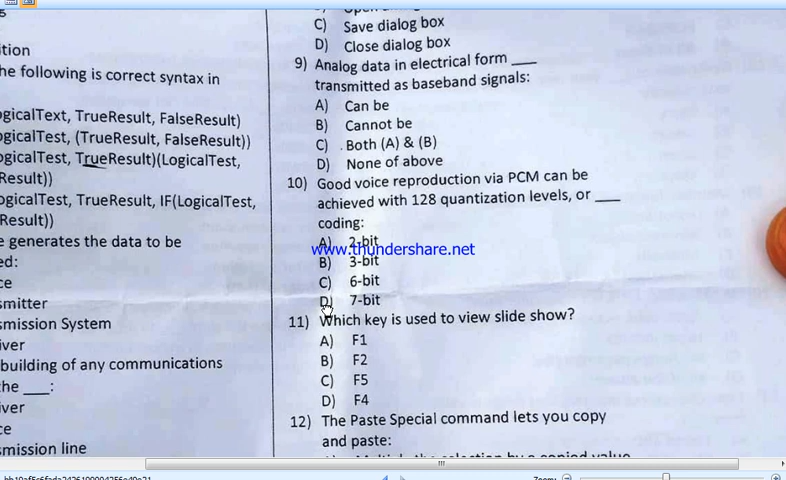 ition
he following is correct syntax in
ogicalText, TrueResult, FalseResult)
ogicalTest, (TrueResult, FalseResult))
ogicalTest, TrueResult)(LogicalTest,
Result))
ogicalTest, TrueResult, IF(LogicalTest,
Result))
e generates the data to be
ed:
ce
smitter
smission System
iver
building of any communications
the ___:
iver
ce
smission line
C) Save dialog box
D) Close dialog box
9) Analog data in electrical form ___
transmitted as baseband signals:
A) Can be
B) Cannot be
C) . Both (A) & (B)
D) None of above
10) Good voice reproduction via PCM can be
achieved with 128 quantization levels, or ___
coding:
A) 2-bit
www.thundershare.net
B) 3-bit
C) 6-bit
D) 7-bit
11) Which key is used to view slide show?
A) F1
B) F2
C) F5
D) F4
12) The Paste Special command lets you copy
and paste: